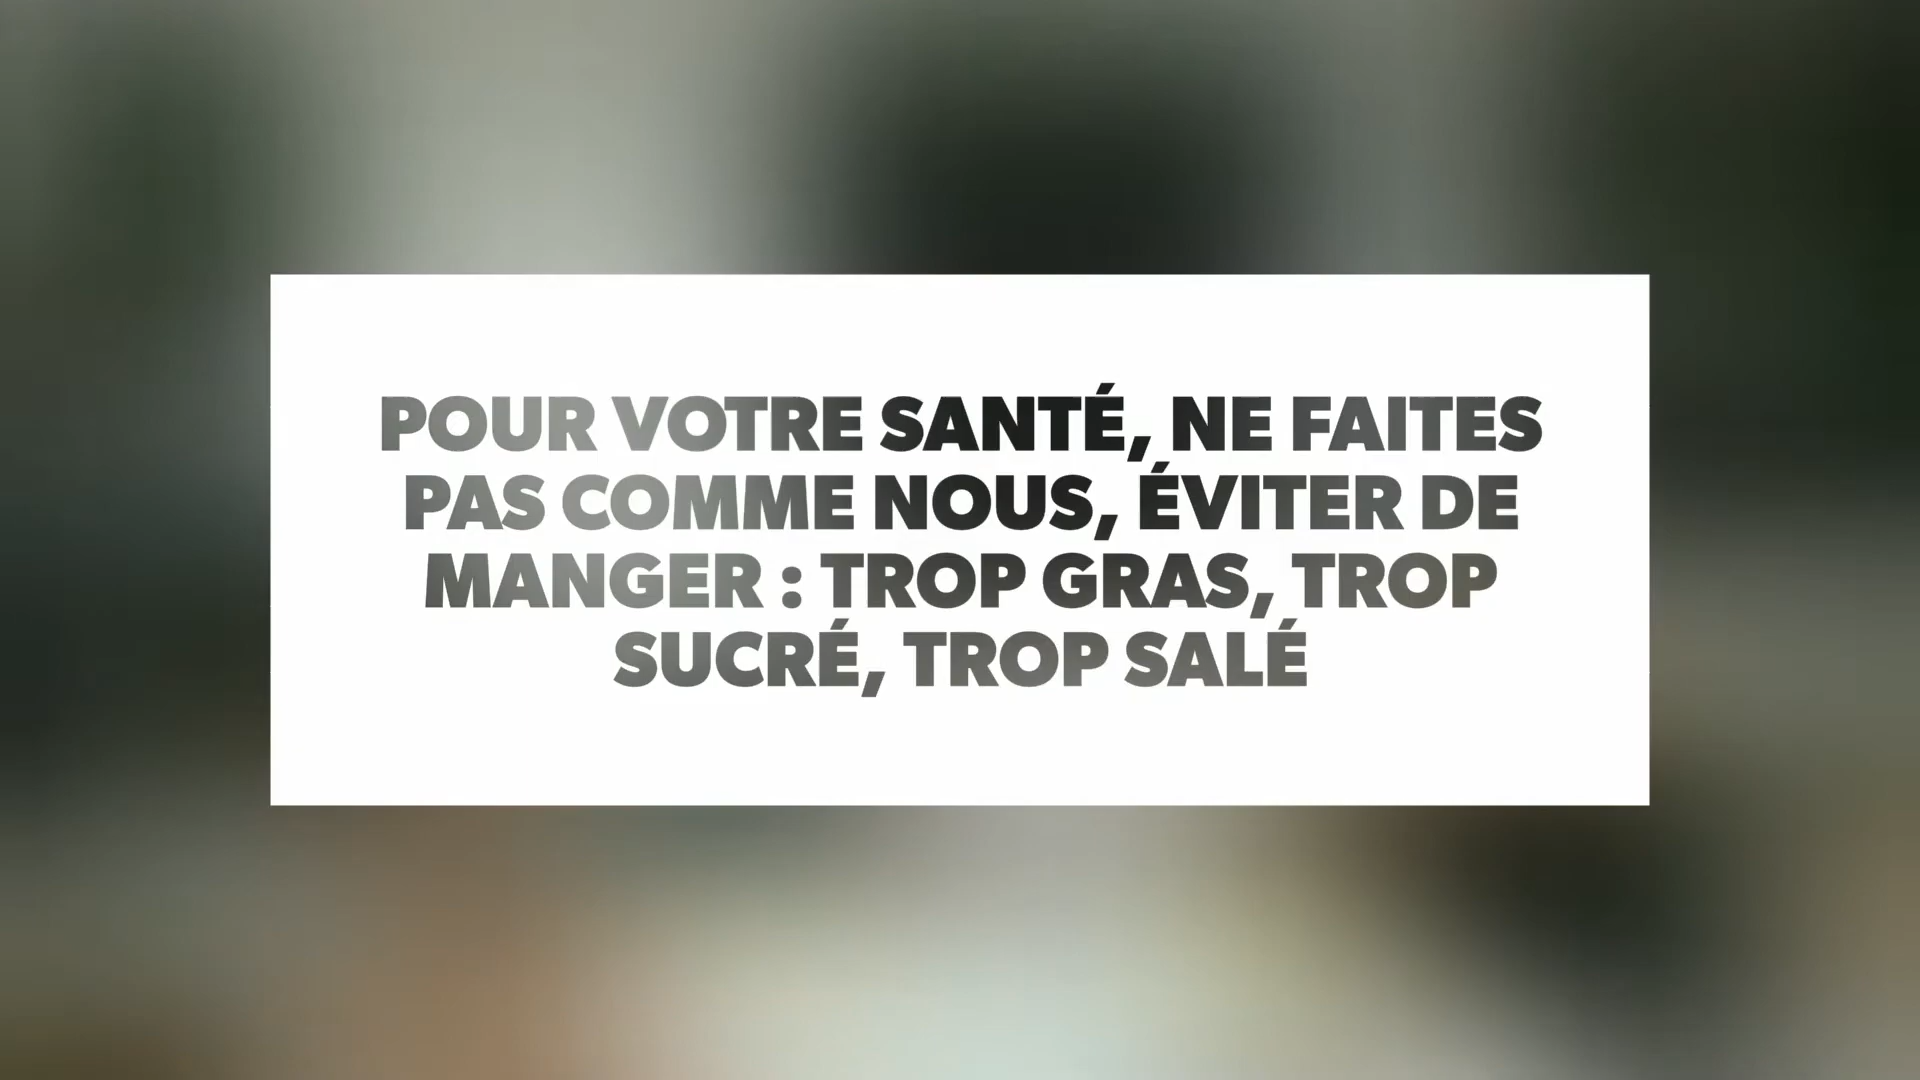 POUR VOTRE SANTÉ, NE FAITES
PAS COMME NOUS, ÉVITER DE
MANGER : TROP GRAS, TROP
SUCRÉ, TROP SALÉ